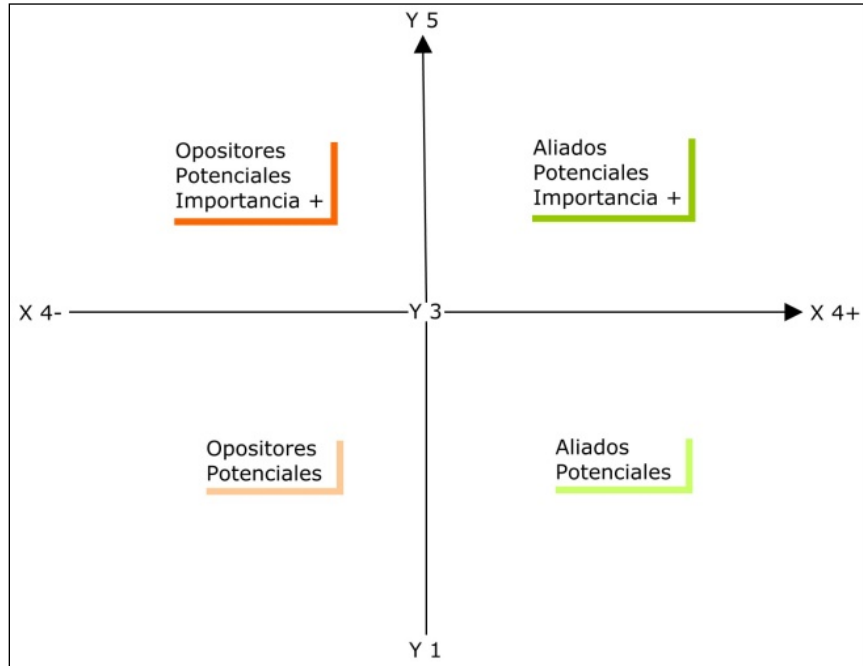 Y 5
Opositores
Potenciales
Importancia +
Aliados
Potenciales
Importancia +
X 4-
Y 3
X 4+
Opositores
Potenciales
Aliados
Potenciales
Y 1